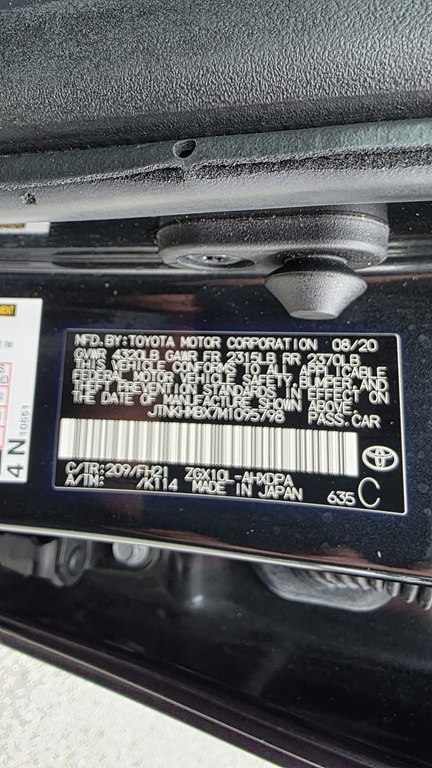 MFD. BY: TOYOTA MOTOR CORPORATION 08/20
GVWR 4320LB GAWR FR 2315LB RR 2370LB
THIS VEHICLE CONFORMS TO ALL APPLICABLE
FEDERAL MOTOR VEHICLE SAFETY, BUMPER, AND
THEFT PREVENTION STANDARDS IN EFFECT ON
THE DATE OF MANUFACTURE SHOWN ABOVE.
JTNKHMBX7M1095798 PASS.CAR
C/TR: 209/FH21 ZGX10L-AHXDPA
A/TM: /K114 MADE IN JAPAN 635 C
4N
10661